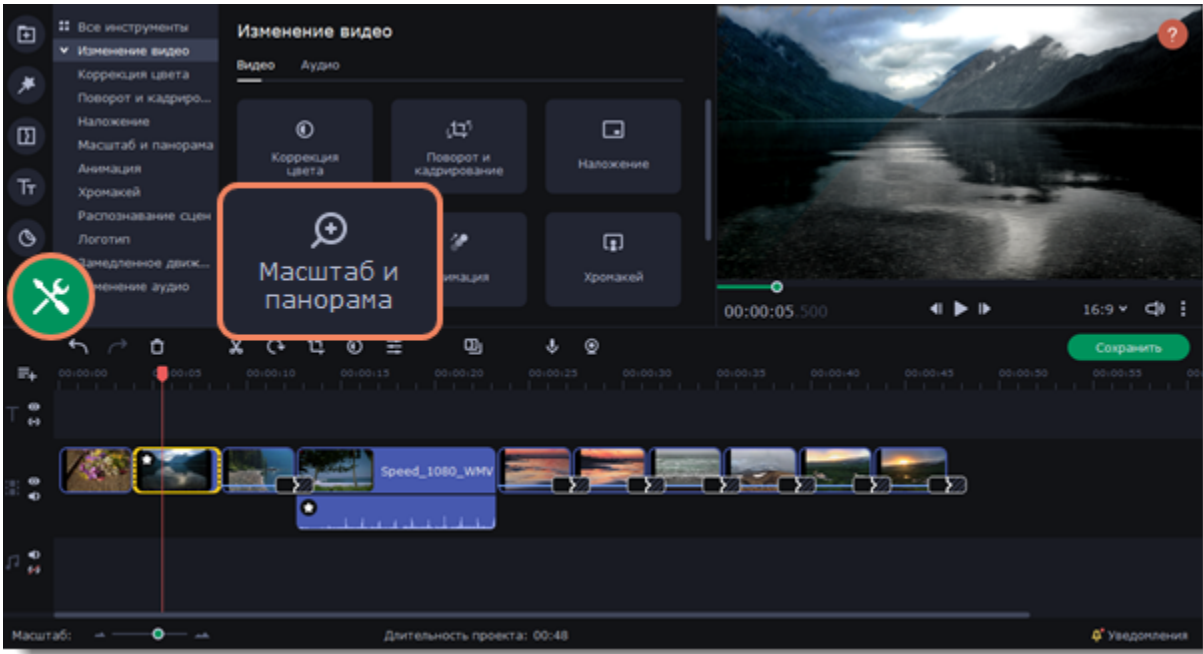 Все инструменты
Изменение видео
Коррекция цвета
Поворот и кадриро...
Наложение
Масштаб и панорама
Анимация
Хромакей
Распознавание сцен
Логотип
Замедленное движ...
менение аудио
Изменение видео
Видео Аудио
Коррекция
цвета
Поворот и
кадрирование
Наложение
Масштаб и
панорама
нимация
Хромакей
?
00:00:05.500
16:9
Сохранить
00:00:00 00:00:05 00:00:10 00:00:15 00:00:20 00:00:25 00:00:30 00:00:35 00:00:40 00:00:45 00:00:50 00:00:55 00
Speed_1080_WMV
Масштаб:
Длительность проекта: 00:48
Уведомления